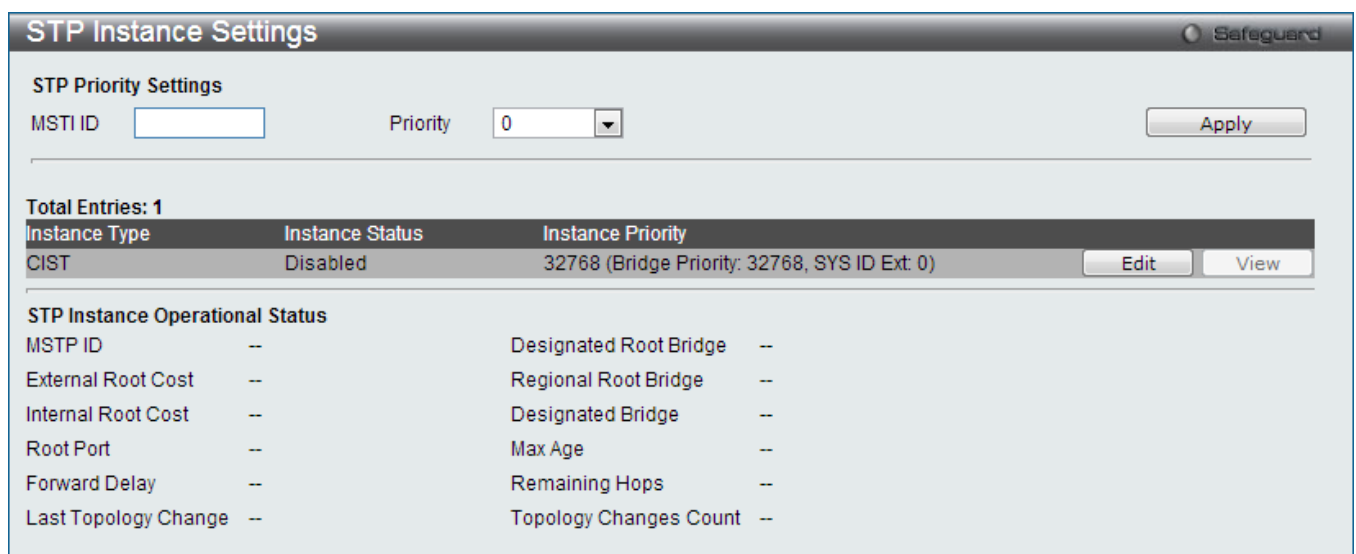 STP Instance Settings
Safeguard
STP Priority Settings
MSTI ID Priority 0 Apply
Total Entries: 1
Instance Type Instance Status Instance Priority
CIST Disabled 32768 (Bridge Priority: 32768, SYS ID Ext: 0) Edit View
STP Instance Operational Status
MSTP ID -- Designated Root Bridge --
External Root Cost -- Regional Root Bridge --
Internal Root Cost -- Designated Bridge --
Root Port -- Max Age --
Forward Delay -- Remaining Hops --
Last Topology Change -- Topology Changes Count --